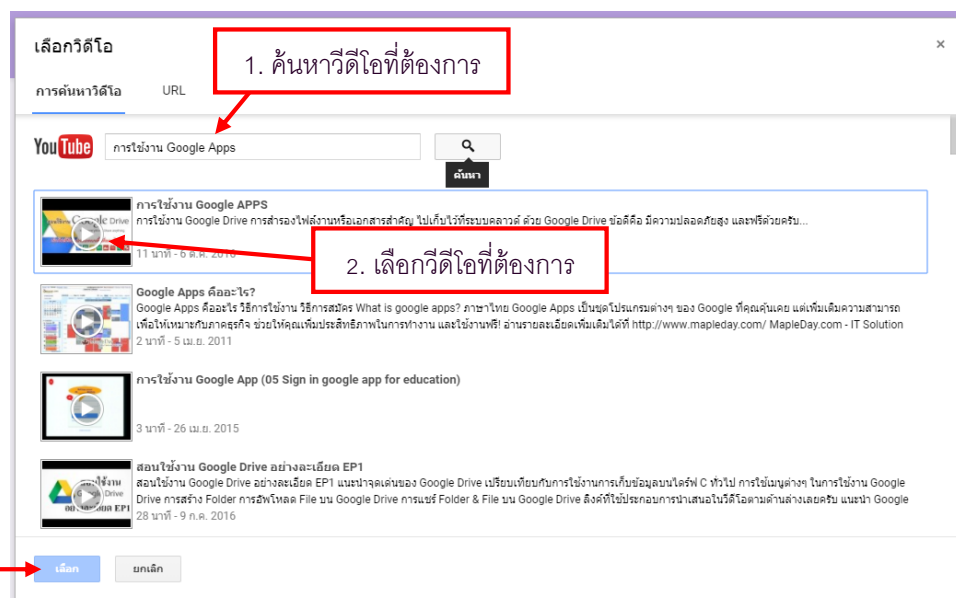 เลือกวิดีโอ
×
1. ค้นหาวีดีโอที่ต้องการ
การค้นหาวิดีโอ URL
YouTube การใช้งาน Google Apps
ค้นหา
การใช้งาน Google APPS
การใช้งาน Google Drive การสำรองไฟล์งานหรือเอกสารสำคัญ ไปเก็บไว้ที่ระบบคลาวด์ ด้วย Google Drive ข้อดีคือ มีความปลอดภัยสูง และฟรีด้วยครับ...
11 นาที - 6 ต.ค. 2016
2. เลือกวีดีโอที่ต้องการ
Google Apps คืออะไร?
Google Apps คืออะไร วิธีการใช้งาน วิธีการสมัคร What is google apps? ภาษาไทย Google Apps เป็นชุดโปรแกรมต่างๆ ของ Google ที่คุณคุ้นเคย แต่เพิ่มเติมความสามารถ
เพื่อให้เหมาะกับภาคธุรกิจ ช่วยให้คุณเพิ่มประสิทธิภาพในการทำงาน และใช้งานฟรี! อ่านรายละเอียดเพิ่มเติมได้ที่ http://www.mapleday.com/ MapleDay.com - IT Solution
2 นาที - 5 เม.ย. 2011
การใช้งาน Google App (05 Sign in google app for education)
3 นาที - 26 เม.ย. 2015
สอนใช้งาน Google Drive อย่างละเอียด EP1
สอนใช้งาน Google Drive อย่างละเอียด EP1 แนะนำจุดเด่นของ Google Drive เปรียบเทียบกับการใช้งานการเก็บข้อมูลบนไดร์ฟ C ทั่วไป การใช้เมนูต่างๆ ในการใช้งาน Google
Drive การสร้าง Folder การอัพโหลด File บน Google Drive การแชร์ Folder & File บน Google Drive ลิงค์ที่ใช้ประกอบการนำเสนอในวิดีโอตามด้านล่างเลยครับ แนะนำ Google
28 นาที - 9 ก.ค. 2016
เลือก ยกเลิก